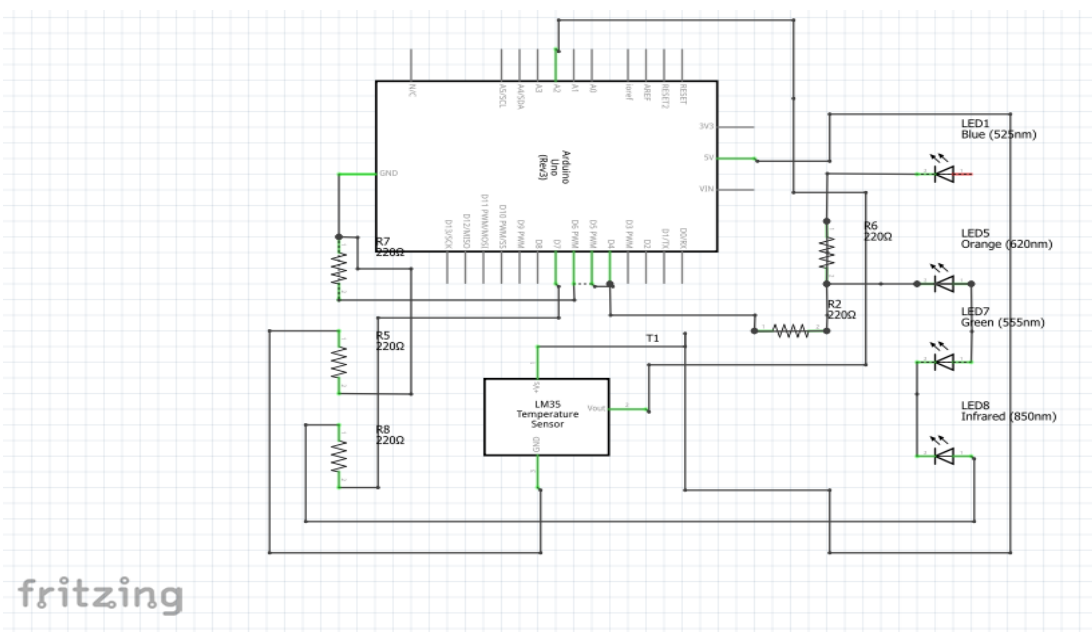 N/C
A5/SCL
A4/SDA
A3
A2
A1
A0
ioref
AREF
RESET2
RESET
3V3
5V
VIN
GND
Arduino
Uno
(Rev3)
D13/SCK
D12/MISO
D11 PWM/MOSI
D10 PWM/SS
D9 PWM
D8
D7
D6 PWM
D5 PWM
D4
D3 PWM
D2
D1/TX
D0/RX
LED1
Blue (525nm)
R7
220Ω
R6
220Ω
LED5
Orange (620nm)
R2
220Ω
LED7
Green (555nm)
R5
220Ω
T1
LM35
Temperature
Sensor
Vout
GND
LED8
Infrared (850nm)
R8
220Ω
fritzing